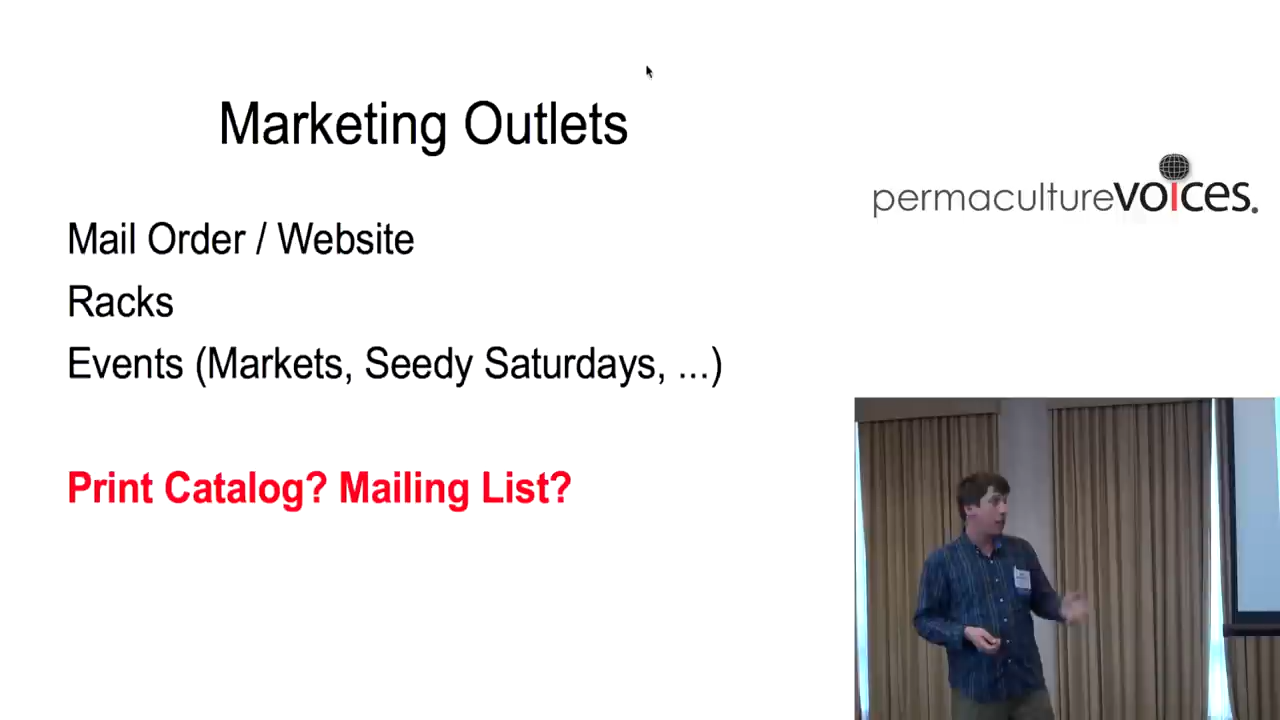 Marketing Outlets
permaculturevoices.
Mail Order / Website
Racks
Events (Markets, Seedy Saturdays, ...)
Print Catalog? Mailing List?